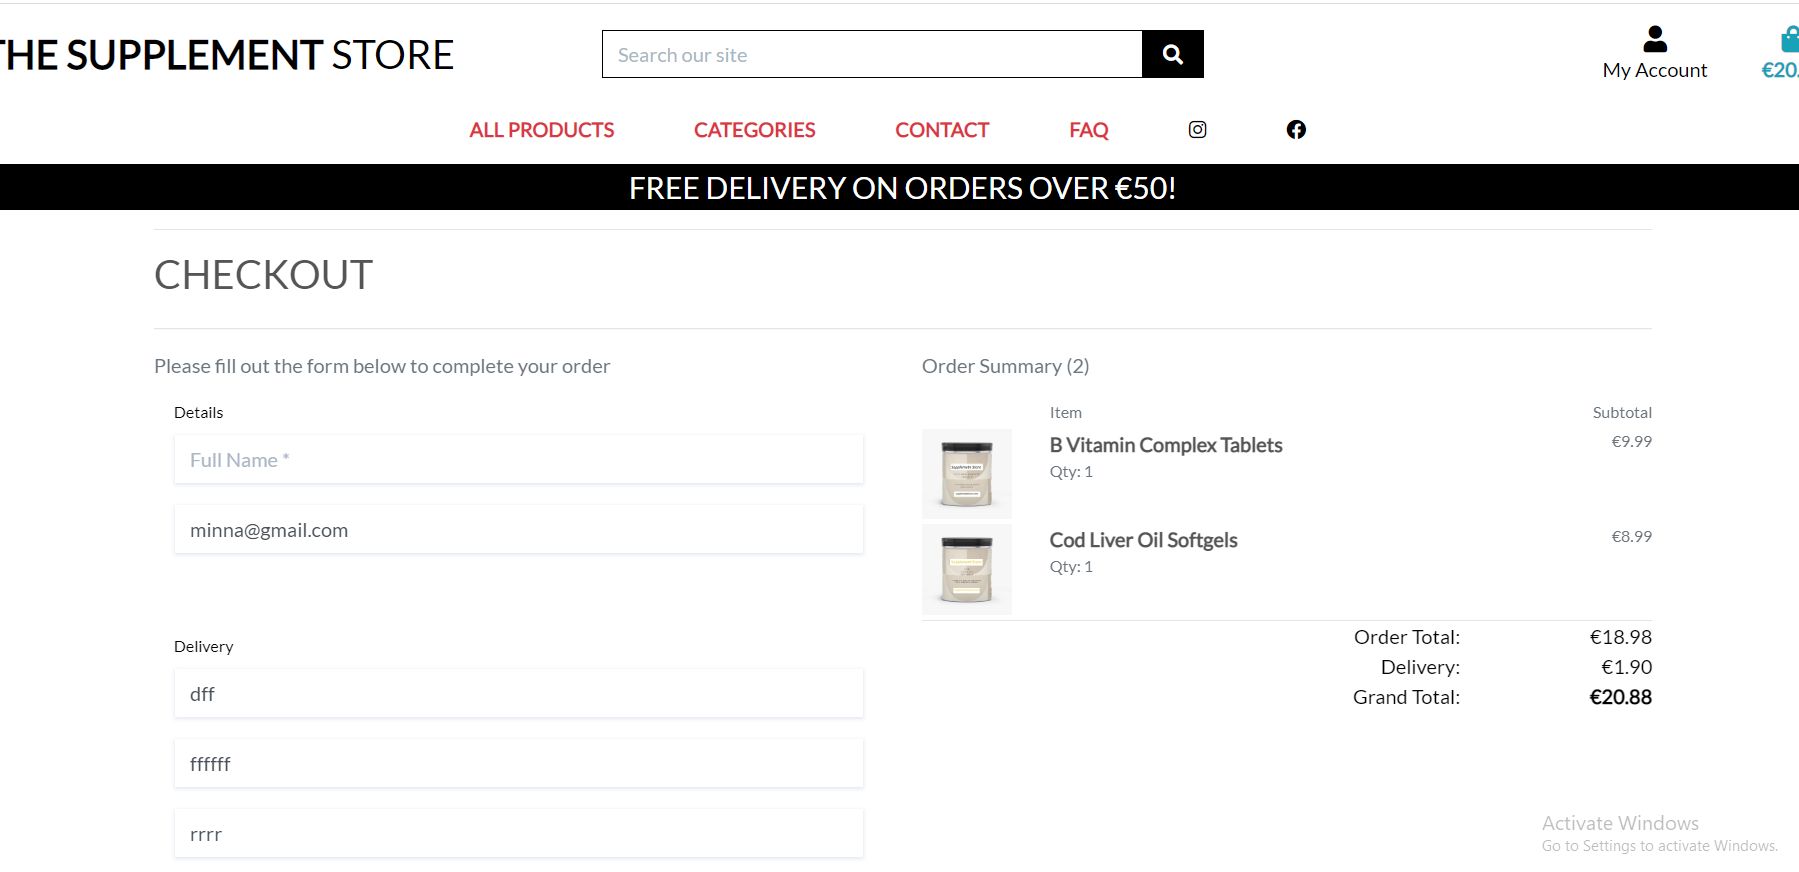 THE SUPPLEMENT STORE
Search our site
My Account
€20.
ALL PRODUCTS CATEGORIES CONTACT FAQ
FREE DELIVERY ON ORDERS OVER €50!
CHECKOUT
Please fill out the form below to complete your order
Details
Full Name *
minna@gmail.com
Delivery
dff
ffffff
rrrr
Order Summary (2)
Item Subtotal
B Vitamin Complex Tablets €9.99
Qty: 1
Cod Liver Oil Softgels €8.99
Qty: 1
Order Total: €18.98
Delivery: €1.90
Grand Total: €20.88
Activate Windows
Go to Settings to activate Windows.